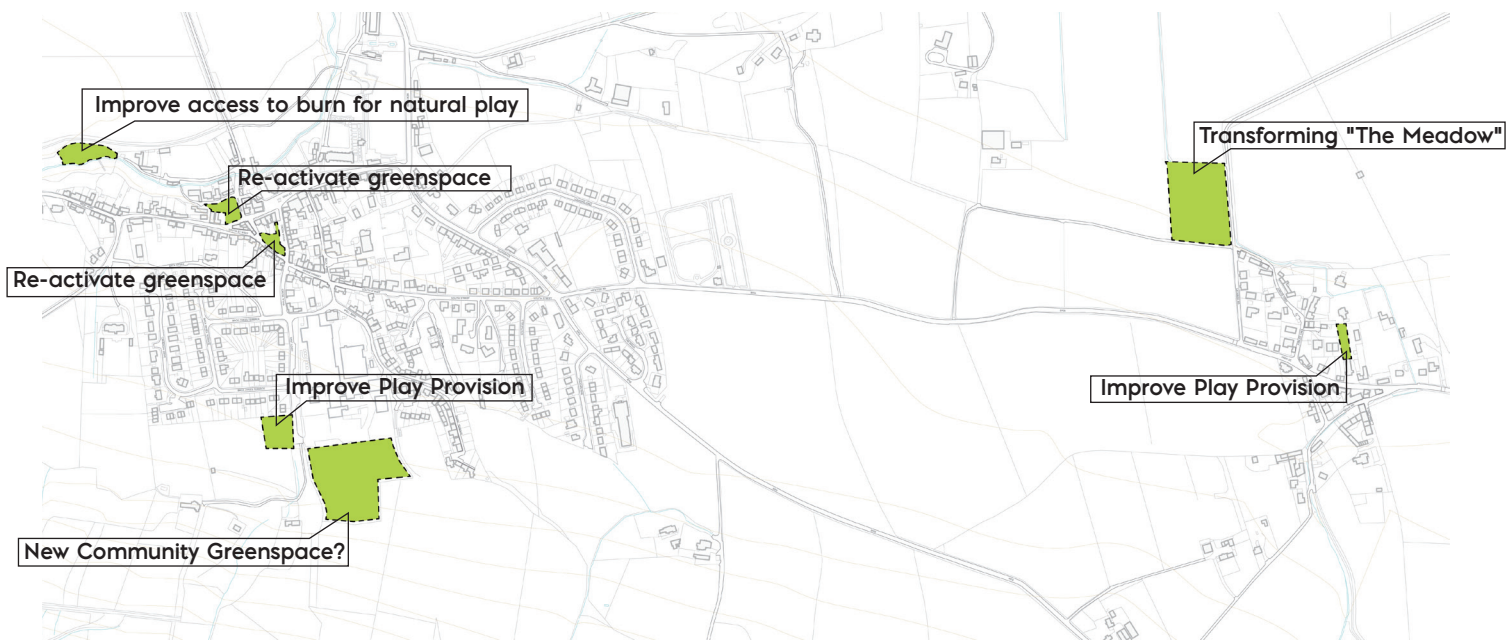 Improve access to burn for natural play
Transforming "The Meadow"
Re-activate greenspace
Re-activate greenspace
Improve Play Provision
Improve Play Provision
New Community Greenspace?